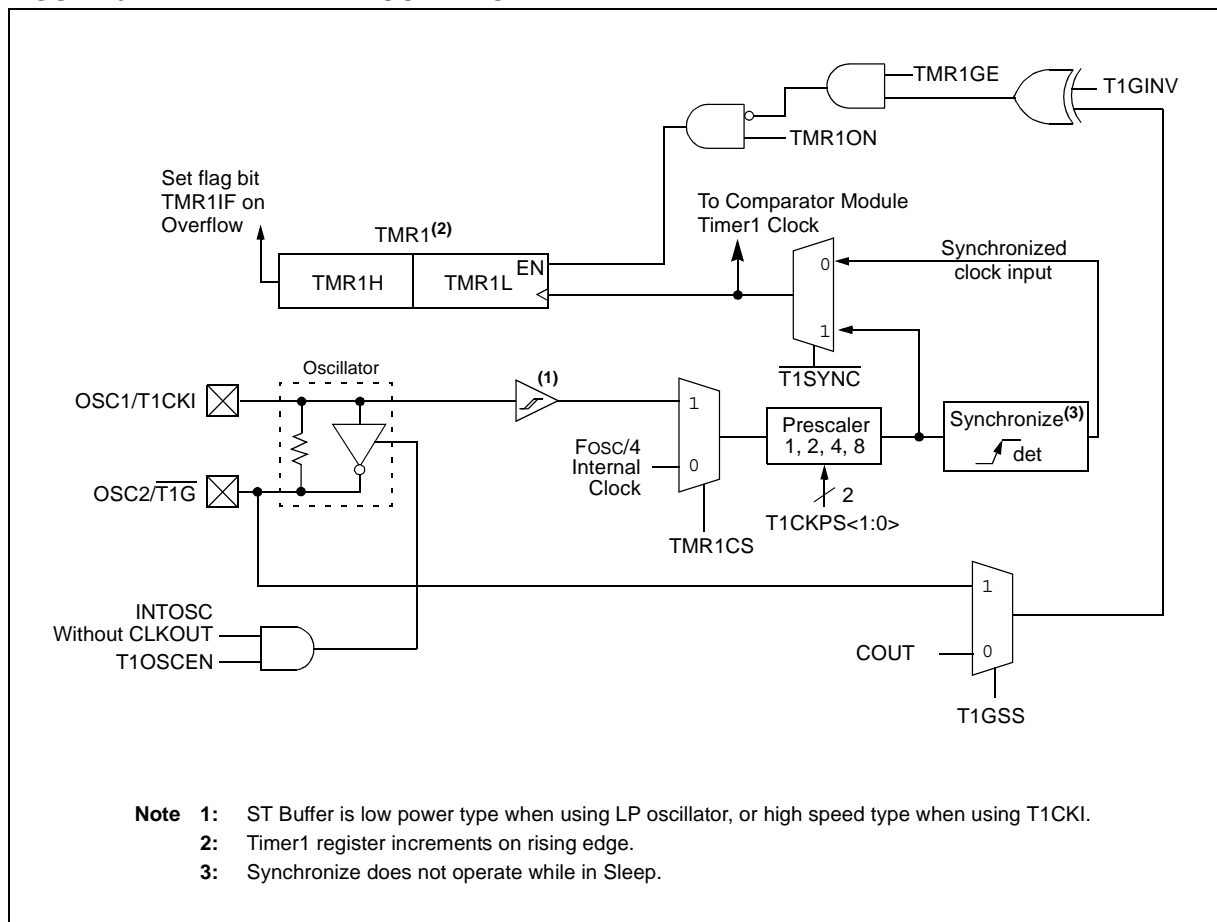 TMR1GE
T1GINV
TMR1ON
Set flag bit
TMR1IF on
Overflow
To Comparator Module
Timer1 Clock
TMR1(2)
EN
TMR1H
TMR1L
0
Synchronized
clock input
1
T1SYNC
Oscillator
(1)
OSC1/T1CKI
1
Prescaler
1, 2, 4, 8
Synchronize(3)
det
FOSC/4
Internal
Clock
0
OSC2/T1G
2
T1CKPS<1:0>
TMR1CS
1
INTOSC
Without CLKOUT
T1OSCEN
COUT
0
T1GSS
Note 1: ST Buffer is low power type when using LP oscillator, or high speed type when using T1CKI.
2: Timer1 register increments on rising edge.
3: Synchronize does not operate while in Sleep.